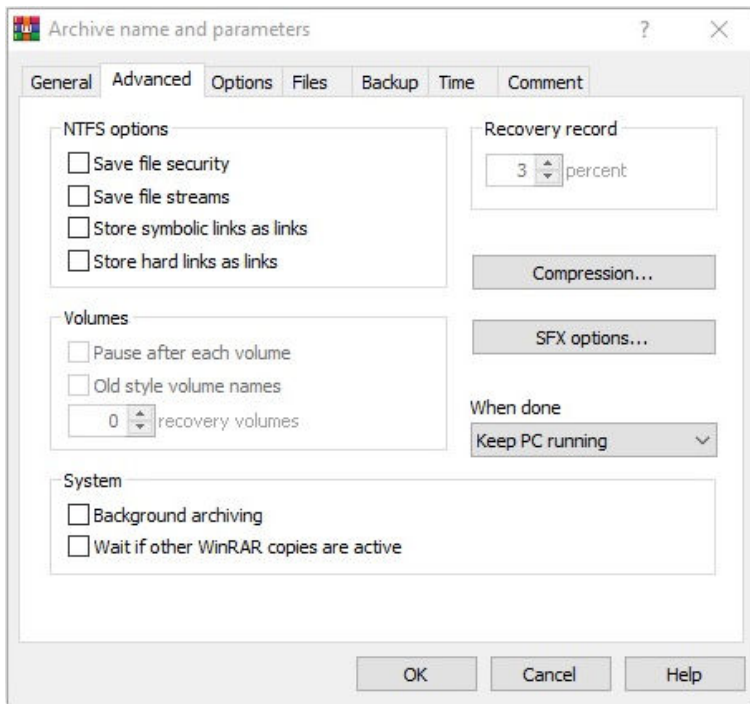 Archive name and parameters
General Advanced Options Files Backup Time Comment
NTFS options
Save file security
Save file streams
Store symbolic links as links
Store hard links as links
Recovery record
3 percent
Compression...
SFX options...
Volumes
Pause after each volume
Old style volume names
0 recovery volumes
When done
Keep PC running
System
Background archiving
Wait if other WinRAR copies are active
OK Cancel Help